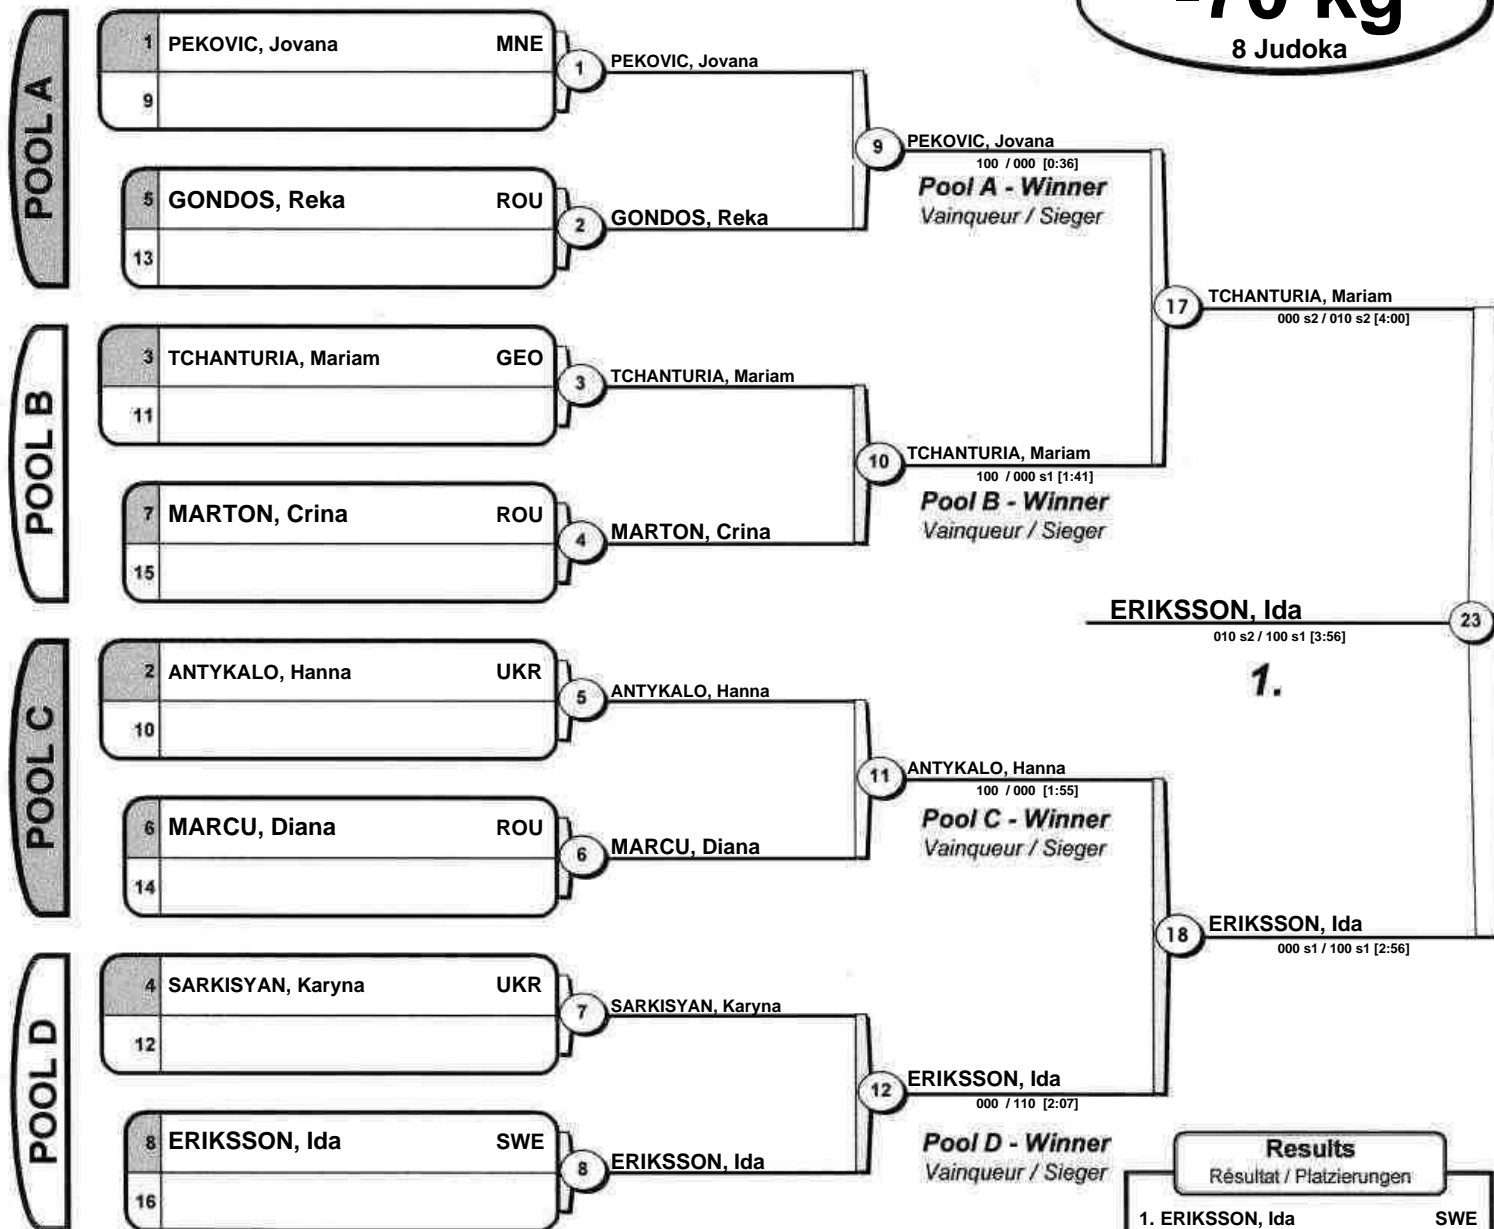 -70 kg
8 Judoka
POOL A
1 PEKOVIC, Jovana MNE
9
1 PEKOVIC, Jovana
5 GONDOS, Reka ROU
13
2 GONDOS, Reka
9 PEKOVIC, Jovana
100 / 000 [0:36]
Pool A - Winner
Vainqueur / Sieger
POOL B
3 TCHANTURIA, Mariam GEO
11
3 TCHANTURIA, Mariam
7 MARTON, Crina ROU
15
4 MARTON, Crina
10 TCHANTURIA, Mariam
100 / 000 s1 [1:41]
Pool B - Winner
Vainqueur / Sieger
17 TCHANTURIA, Mariam
000 s2 / 010 s2 [4:00]
POOL C
2 ANTYKALO, Hanna UKR
10
5 ANTYKALO, Hanna
6 MARCU, Diana ROU
14
6 MARCU, Diana
11 ANTYKALO, Hanna
100 / 000 [1:55]
Pool C - Winner
Vainqueur / Sieger
POOL D
4 SARKISYAN, Karyna UKR
12
7 SARKISYAN, Karyna
8 ERIKSSON, Ida SWE
16
8 ERIKSSON, Ida
12 ERIKSSON, Ida
000 / 110 [2:07]
Pool D - Winner
Vainqueur / Sieger
18 ERIKSSON, Ida
000 s1 / 100 s1 [2:56]
ERIKSSON, Ida 23
010 s2 / 100 s1 [3:56]
1.
Results
Résultat / Platzierungen
1. ERIKSSON, Ida SWE